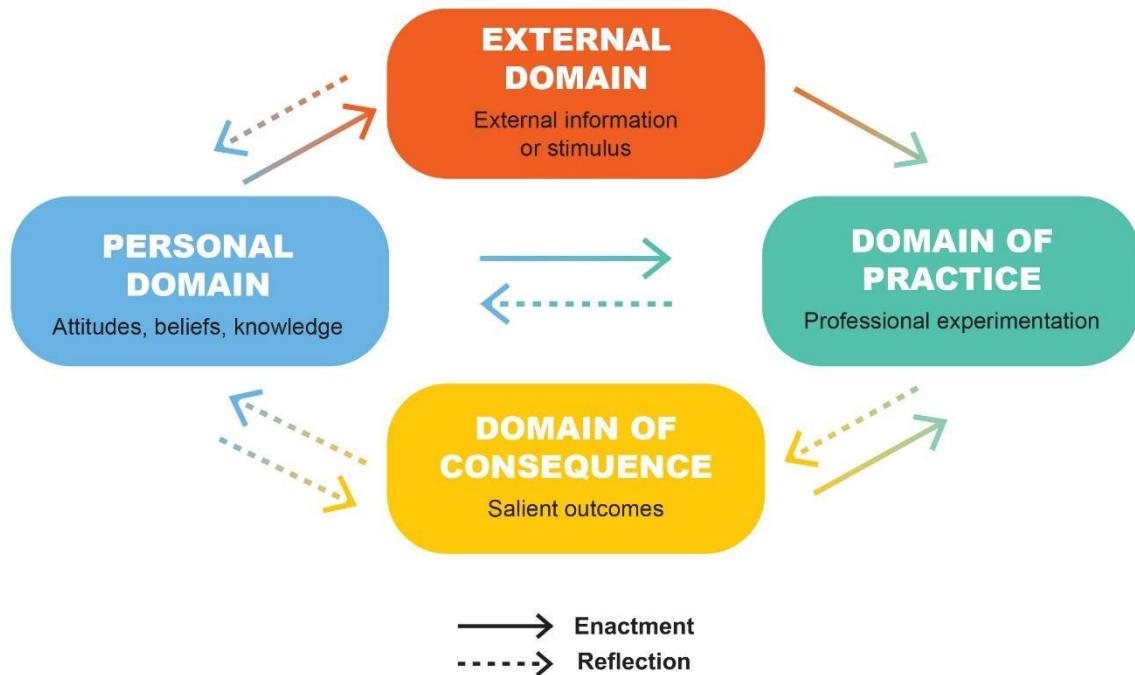 EXTERNAL
DOMAIN
External information
or stimulus
PERSONAL
DOMAIN
Attitudes, beliefs, knowledge
DOMAIN OF
PRACTICE
Professional experimentation
DOMAIN OF
CONSEQUENCE
Salient outcomes
Enactment
Reflection